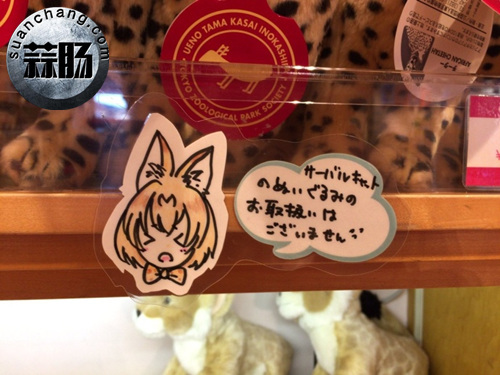 suanchang.com
蒜肠
UENO TAMA KASAI INOKASHIRA
TOKYO ZOOLOGICAL PARK SOCIETY
サーバルキャット
のぬいぐるみの
お取扱いは
ございません